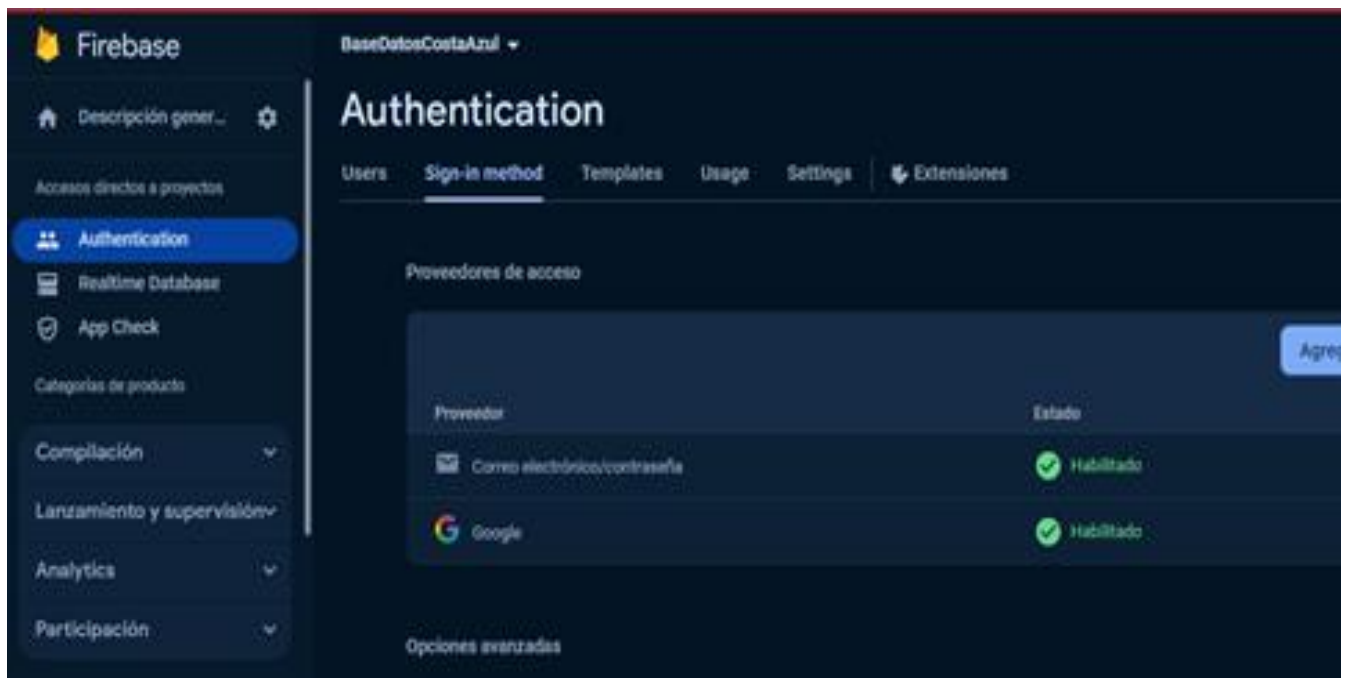 Firebase
Descripción gener...
Accesos directos a proyectos
Authentication
Realtime Database
App Check
Categorías de producto
Compilación
Lanzamiento y supervisión
Analytics
Participación
BaseDatosCostaAzul
Authentication
Users Sign-in method Templates Usage Settings Extensiones
Proveedores de acceso
Agreg
Proveedor Estado
Correo electrónico/contraseña Habilitado
Google Habilitado
Opciones avanzadas